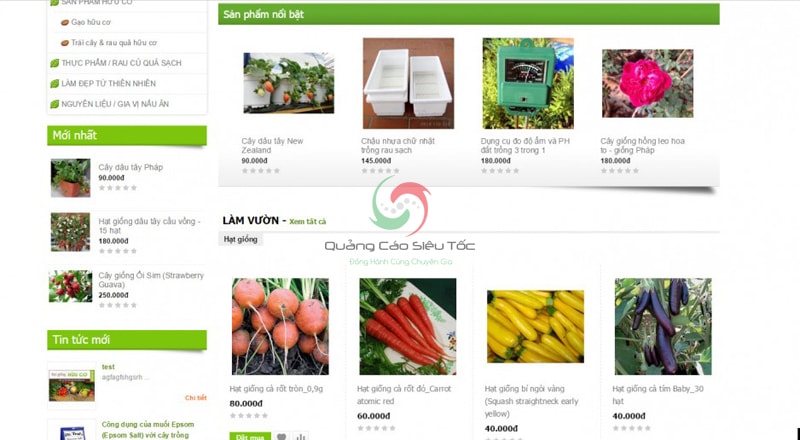 SẢN PHẨM HỮU CƠ
Gạo hữu cơ
Trái cây & rau quả hữu cơ
THỰC PHẨM / RAU CỦ QUẢ SẠCH
LÀM ĐẸP TỪ THIÊN NHIÊN
NGUYÊN LIỆU / GIA VỊ NẤU ĂN
Mới nhất
Cây dâu tây Pháp
90.000đ
Hạt giống dâu tây cầu vồng -
15 hạt
180.000đ
Cây giống Ổi Sim (Strawberry
Guava)
250.000đ
Tin tức mới
test
agfagfshgsrh ...
Chi tiết
Công dụng của muối Epsom
(Epsom Salt) với cây trồng
Sản phẩm nổi bật
Cây dâu tây New
Zealand
90.000đ
Chậu nhựa chữ nhật
trồng rau sạch
145.000đ
Dụng cụ đo độ ẩm và PH
đất trồng 3 trong 1
180.000đ
Cây giống hồng leo hoa
to - giống Pháp
180.000đ
LÀM VƯỜN - Xem tất cả
Hạt giống
Quảng Cáo Siêu Tốc
Đồng Hành Cùng Chuyên Gia
Hạt giống cà rốt tròn_0,9g
80.000đ
Đặt mua
Hạt giống cà rốt đỏ_Carrot
atomic red
60.000đ
Hạt giống bí ngòi vàng
(Squash straightneck early
yellow)
40.000đ
Hạt giống cà tím Baby_30
hạt
40.000đ